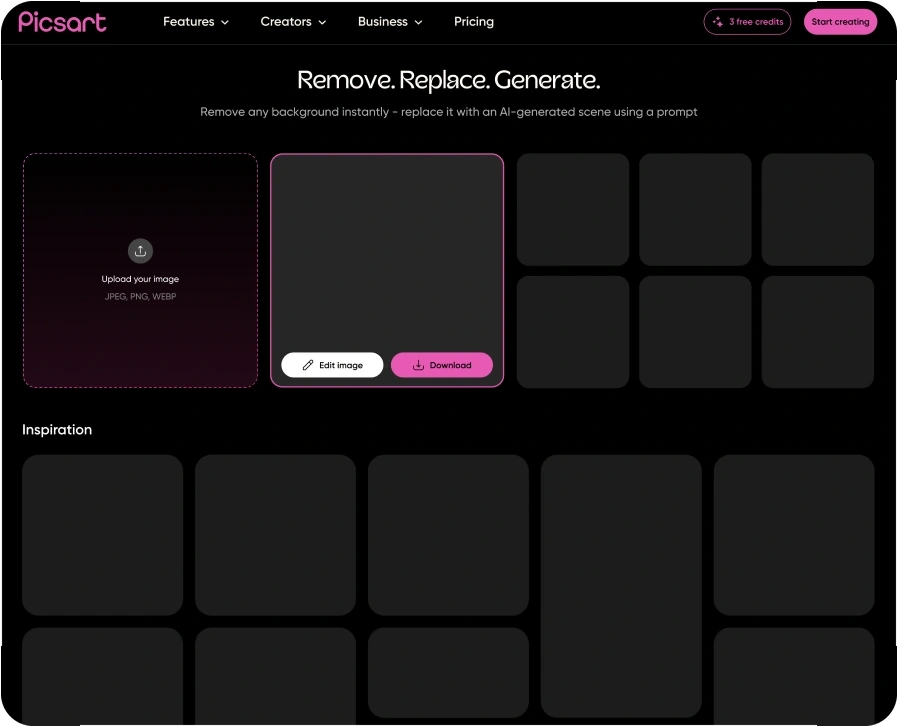 Picsart
Features
Creators
Business
Pricing
3 free credits
Start creating
Remove. Replace. Generate.
Remove any background instantly - replace it with an AI-generated scene using a prompt
Upload your image
JPEG, PNG, WEBP
Edit image
Download
Inspiration